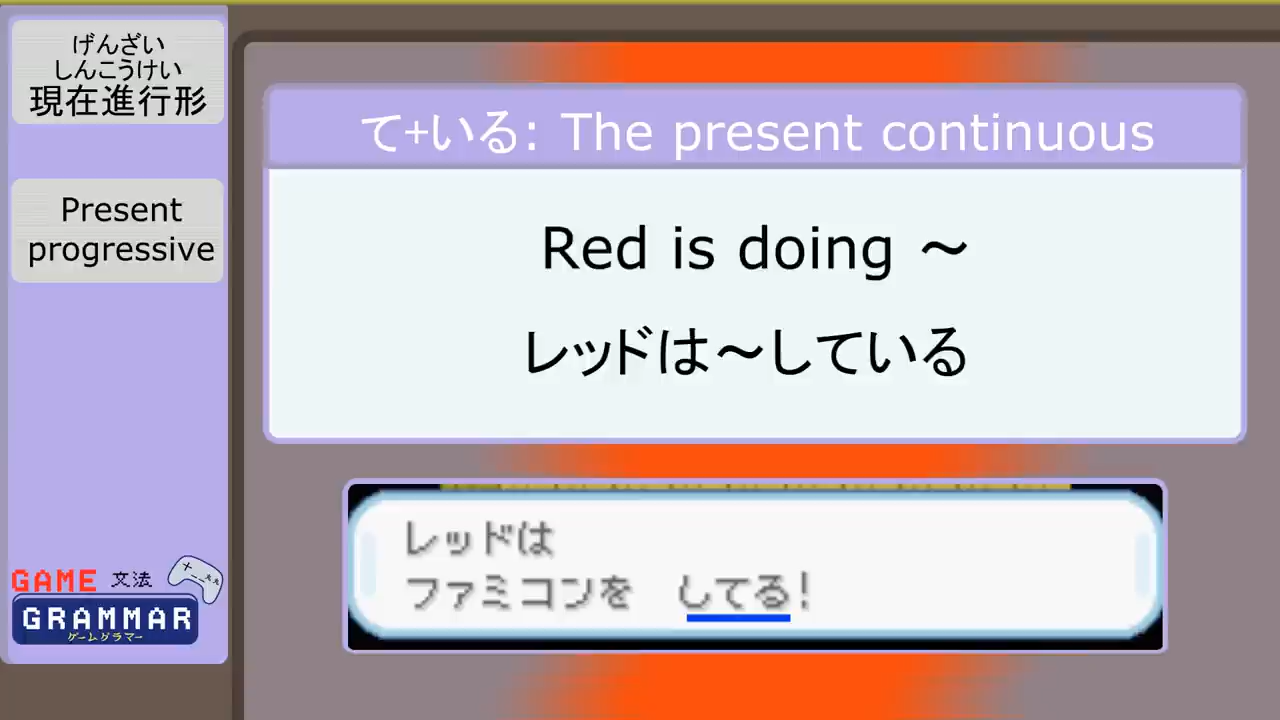 げんざい
しんこうけい
現在進行形
Present
progressive
GAME 文法
GRAMMAR
ゲームグラマー
て+いる: The present continuous
Red is doing ～
レッドは～している
レッドは
ファミコンを してる!